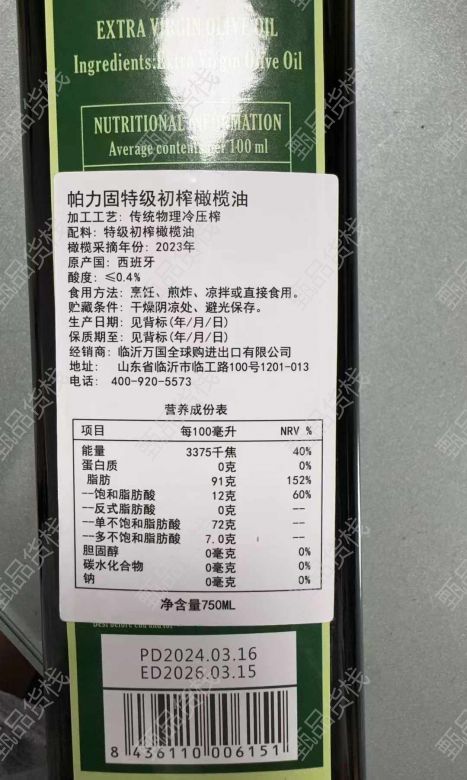 EXTRA VIRGIN OLIVE OIL
Ingredients:Extra Virgin Olive Oil
NUTRITIONAL INFORMATION
Average content per 100 ml
帕力固特级初榨橄榄油
加工工艺: 传统物理冷压榨
配料: 特级初榨橄榄油
橄榄采摘年份: 2023年
原产国: 西班牙
酸度: ≤0.4%
食用方法: 烹饪、煎炸、凉拌或直接食用。
贮藏条件: 干燥阴凉处、避光保存。
生产日期: 见背标(年/月/日)
保质期至: 见背标(年/月/日)
经销商: 临沂万国全球购进出口有限公司
地址: 山东省临沂市临工路100号1201-013
电话: 400-920-5573
营养成份表
项目 每100毫升 NRV %
能量 3375千焦 40%
蛋白质 0克 0%
脂肪 91克 152%
--饱和脂肪酸 12克 60%
--反式脂肪酸 0克 --
--单不饱和脂肪酸 72克 --
--多不饱和脂肪酸 7.0克 --
胆固醇 0毫克 0%
碳水化合物 0毫克 0%
钠 0毫克 0%
净含量750ML
Best before end and lot
PD2024.03.16
ED2026.03.15
8 436110 006151
甄品货栈